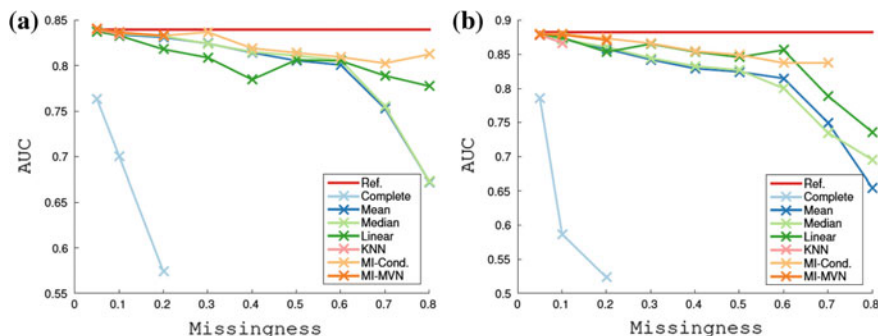 (a)
AUC
0.85
0.8
0.75
0.7
0.65
0.6
0.55
0 0.1 0.2 0.3 0.4 0.5 0.6 0.7 0.8
Missingness
Ref.
Complete
Mean
Median
Linear
KNN
MI-Cond.
MI-MVN
(b)
AUC
0.9
0.85
0.8
0.75
0.7
0.65
0.6
0.55
0.5
0 0.1 0.2 0.3 0.4 0.5 0.6 0.7 0.8
Missingness
Ref.
Complete
Mean
Median
Linear
KNN
MI-Cond.
MI-MVN